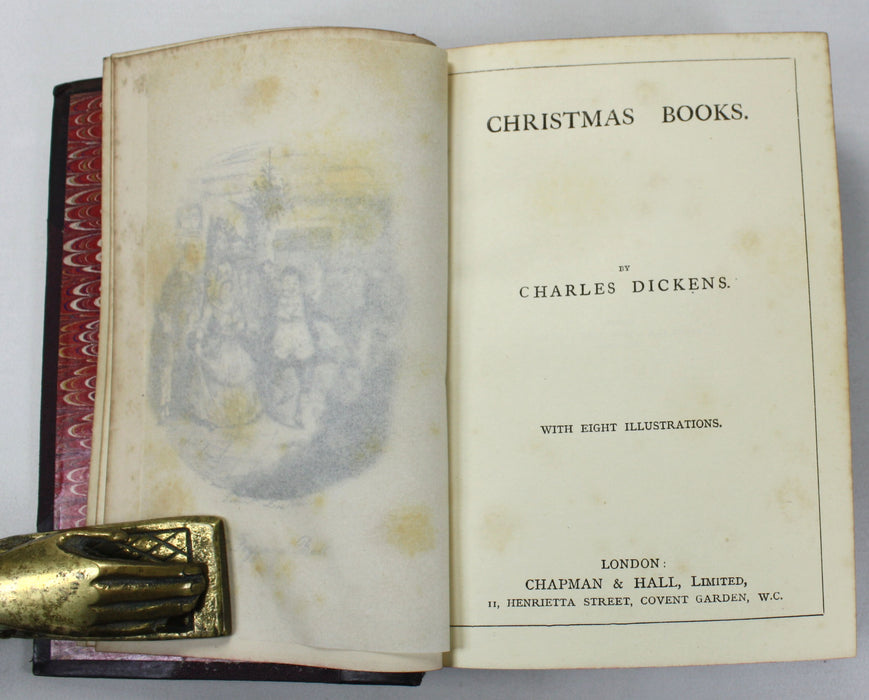 CHRISTMAS BOOKS.
BY
CHARLES DICKENS.
WITH EIGHT ILLUSTRATIONS.
LONDON:
CHAPMAN & HALL, LIMITED,
11, HENRIETTA STREET, COVENT GARDEN, W.C.